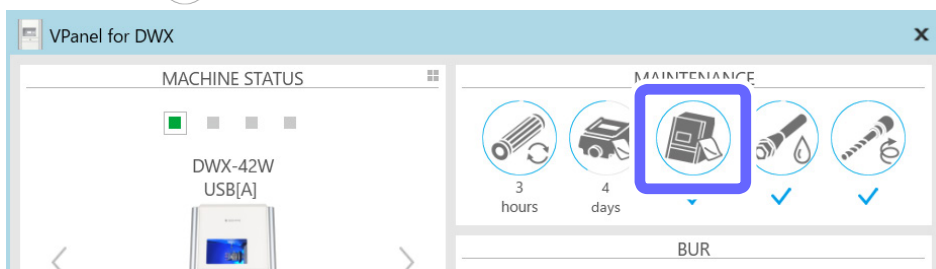 VPanel for DWX
MACHINE STATUS
DWX-42W
USB[A]
MAINTENANCE
3
hours
4
days
BUR